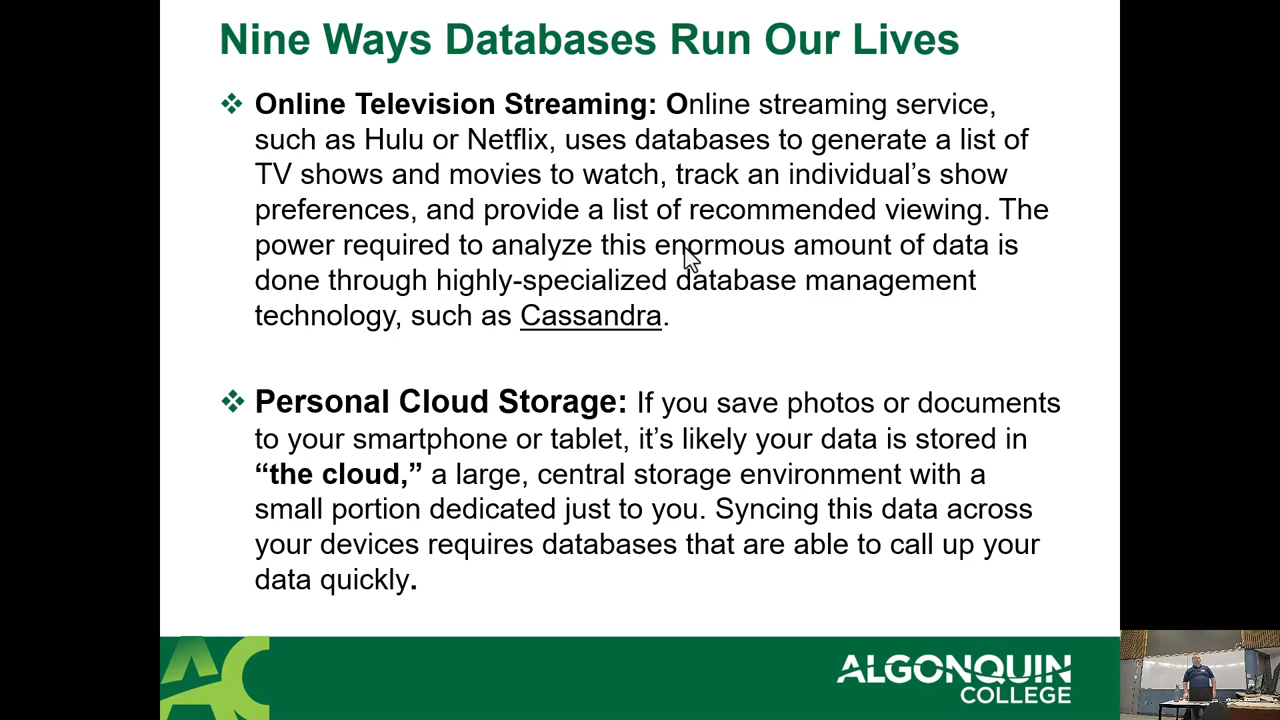 Nine Ways Databases Run Our Lives
Online Television Streaming: Online streaming service,
such as Hulu or Netflix, uses databases to generate a list of
TV shows and movies to watch, track an individual’s show
preferences, and provide a list of recommended viewing. The
power required to analyze this enormous amount of data is
done through highly-specialized database management
technology, such as Cassandra.
Personal Cloud Storage: If you save photos or documents
to your smartphone or tablet, it’s likely your data is stored in
“the cloud,” a large, central storage environment with a
small portion dedicated just to you. Syncing this data across
your devices requires databases that are able to call up your
data quickly.
AC
ALGONQUIN
COLLEGE